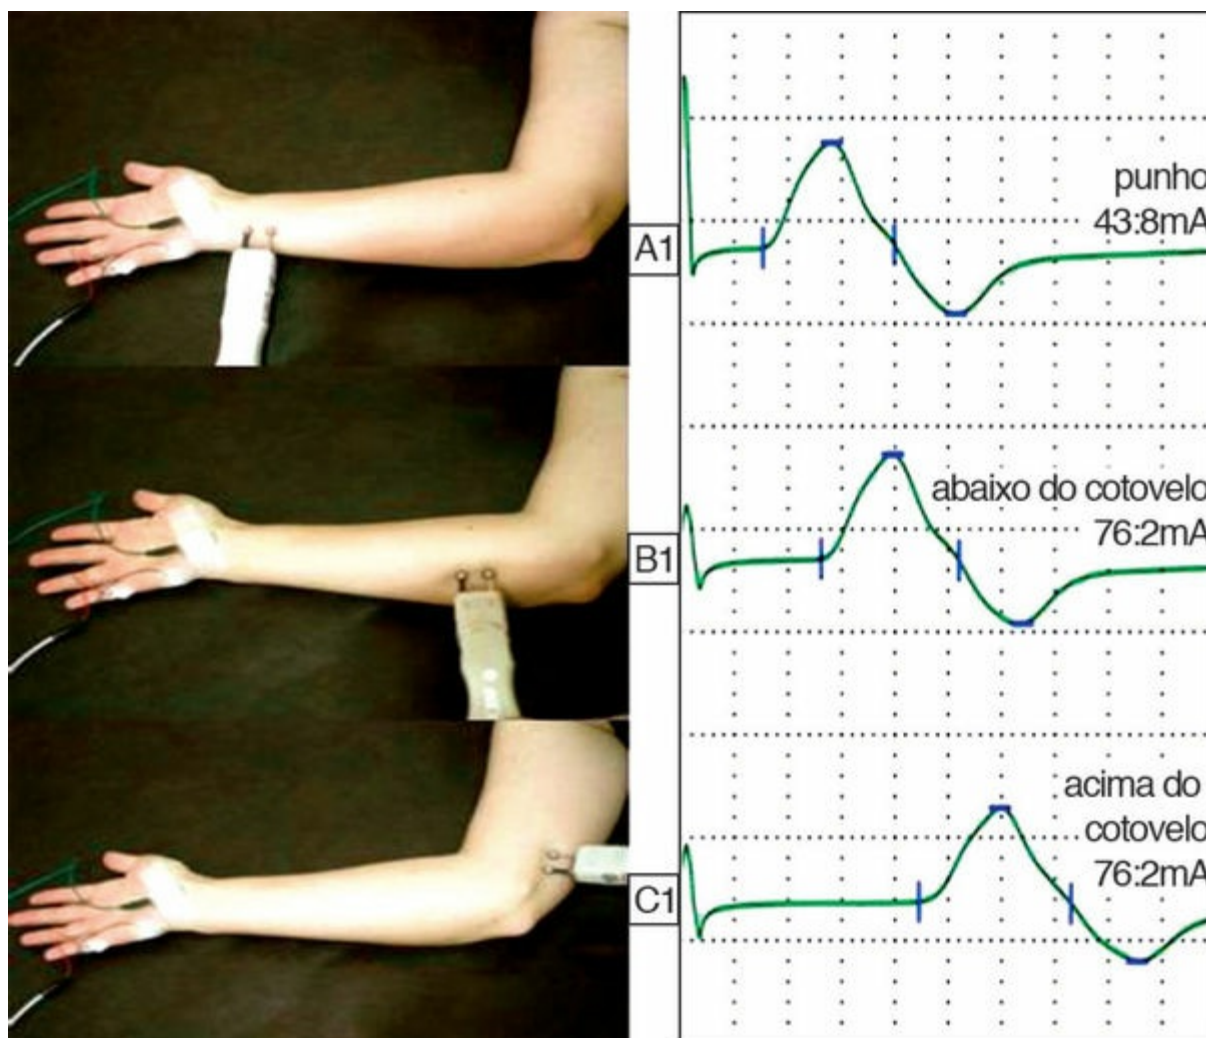 A1
punho
43:8mA
B1
abaixo do cotovelo
76:2mA
C1
acima do
cotovelo
76:2mA